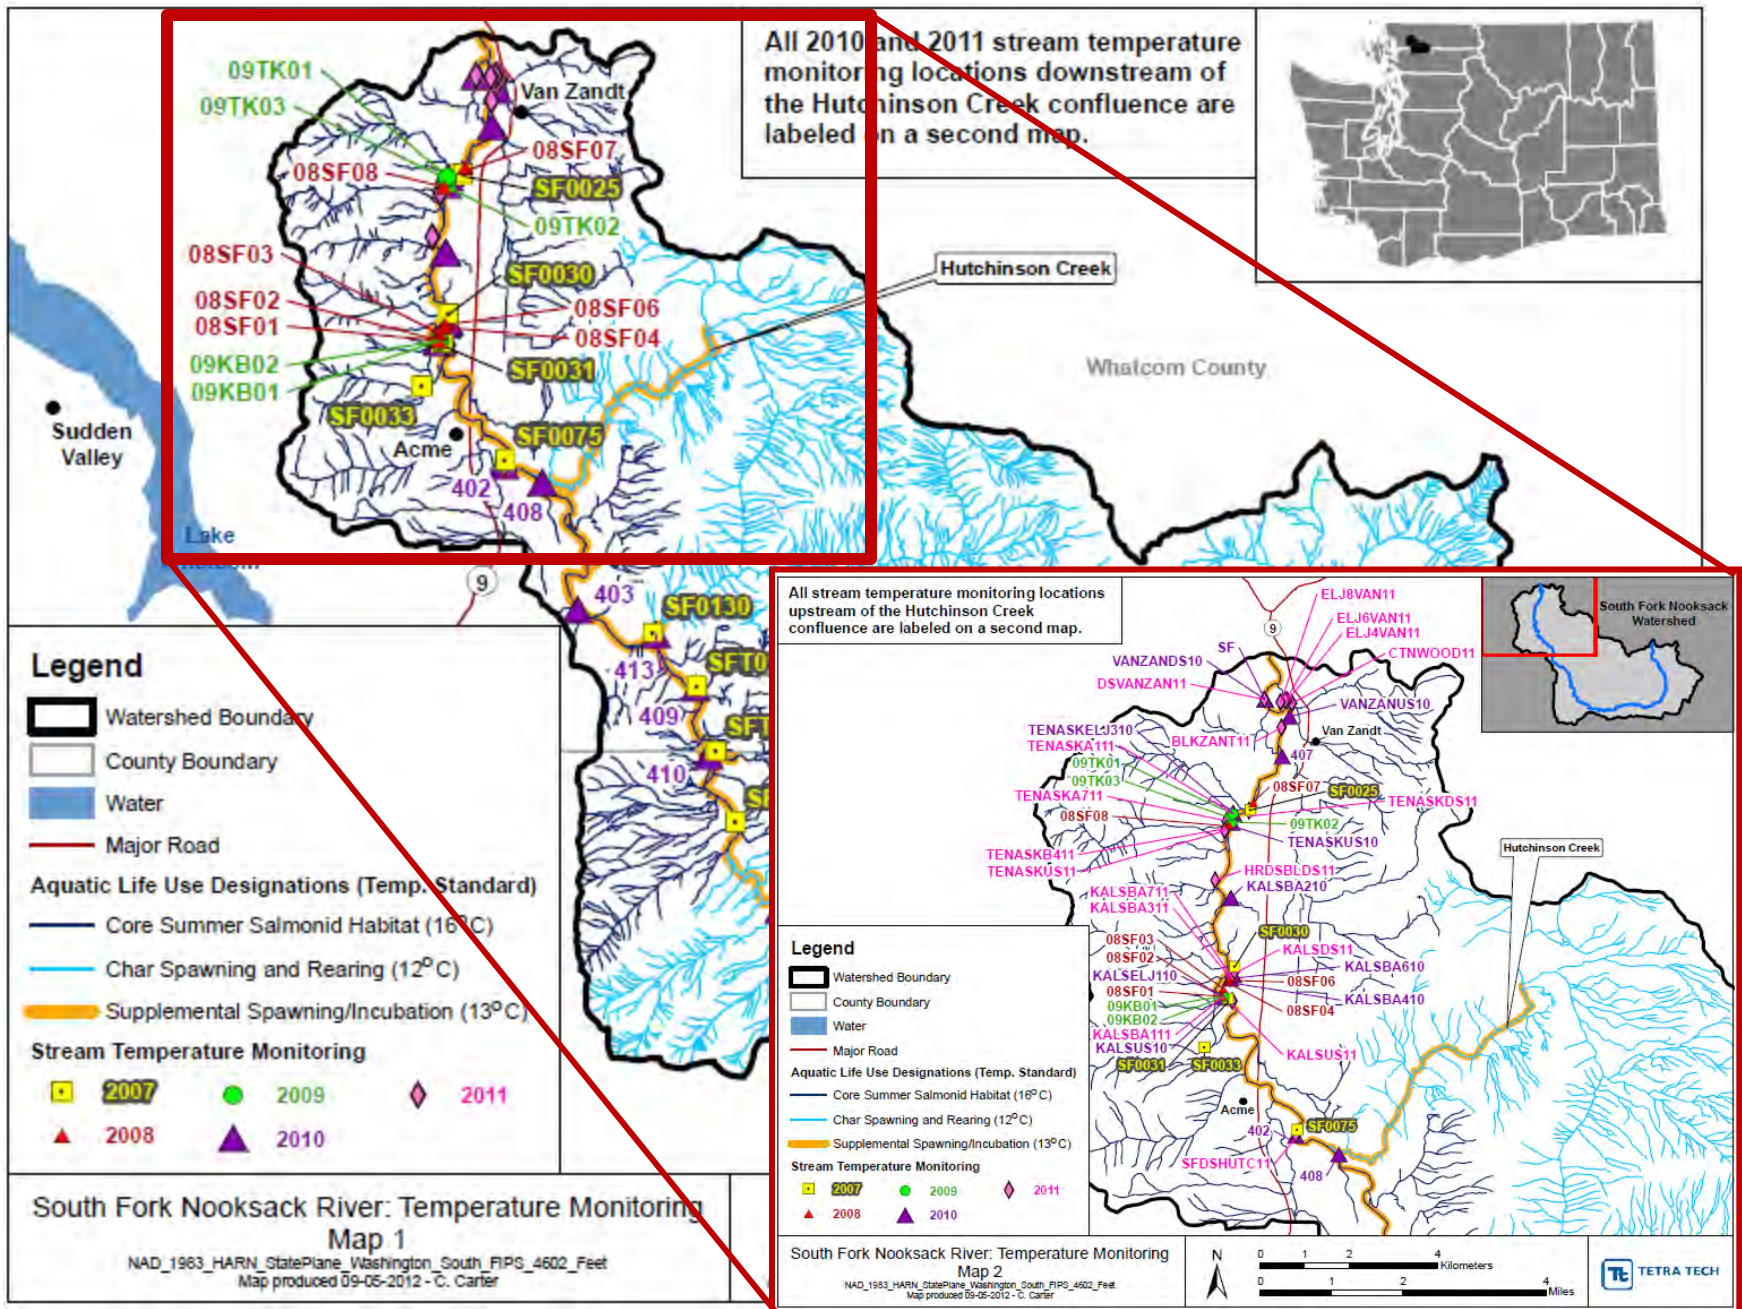 All 2010 and 2011 stream temperature
monitoring locations downstream of
the Hutchinson Creek confluence are
labeled on a second map.
09TK01
09TK03
Van Zandt
08SF07
08SF08
SF0025
09TK02
08SF03
SF0030
Hutchinson Creek
08SF02
08SF06
08SF01
08SF04
09KB02
SF0031
09KB01
Whatcom County
SF0033
Sudden
Valley
Acme
SF0075
402
408
Lake
9
403
SF0130
413
409
410
Legend
Watershed Boundary
County Boundary
Water
Major Road
Aquatic Life Use Designations (Temp. Standard)
Core Summer Salmonid Habitat (16°C)
Char Spawning and Rearing (12°C)
Supplemental Spawning/Incubation (13°C)
Stream Temperature Monitoring
2007
2009
2011
2008
2010
South Fork Nooksack River: Temperature Monitoring
Map 1
NAD_1983_HARN_StatePlane_Washington_South_FIPS_4602_Feet
Map produced 09-05-2012 - C. Carter
All stream temperature monitoring locations
upstream of the Hutchinson Creek
confluence are labeled on a second map.
ELJ8VAN11
9
ELJ6VAN11
ELJ4VAN11
SF
CTNWOOD11
VANZANDS10
DSVANZAN11
VANZANUS10
South Fork Nooksack
Watershed
TENASKELJ310
BLKZANT11
Van Zandt
TENASKA111
407
09TK01
09TK03
08SF07
SF0025
TENASKA711
TENASKDS11
08SF08
09TK02
TENASKUS10
TENASKB411
TENASKUS11
HRDSBLDS11
Hutchinson Creek
KALSBA711
KALSBA210
KALSBA311
SF0030
08SF03
KALSDS11
08SF02
KALSBA610
KALSELJ110
08SF06
08SF01
KALSBA410
09KB01
08SF04
09KB02
KALSBA111
KALSUS10
KALSUS11
SF0031
SF0033
Acme
402
SF0075
SFDSHUTC11
408
Legend
Watershed Boundary
County Boundary
Water
Major Road
Aquatic Life Use Designations (Temp. Standard)
Core Summer Salmonid Habitat (16°C)
Char Spawning and Rearing (12°C)
Supplemental Spawning/Incubation (13°C)
Stream Temperature Monitoring
2007
2009
2011
2008
2010
South Fork Nooksack River: Temperature Monitoring
Map 2
NAD_1983_HARN_StatePlane_Washington_South_FIPS_4602_Feet
Map produced 09-05-2012 - C. Carter
N
0 1 2 4
Kilometers
0 1 2 4
Miles
TETRA TECH